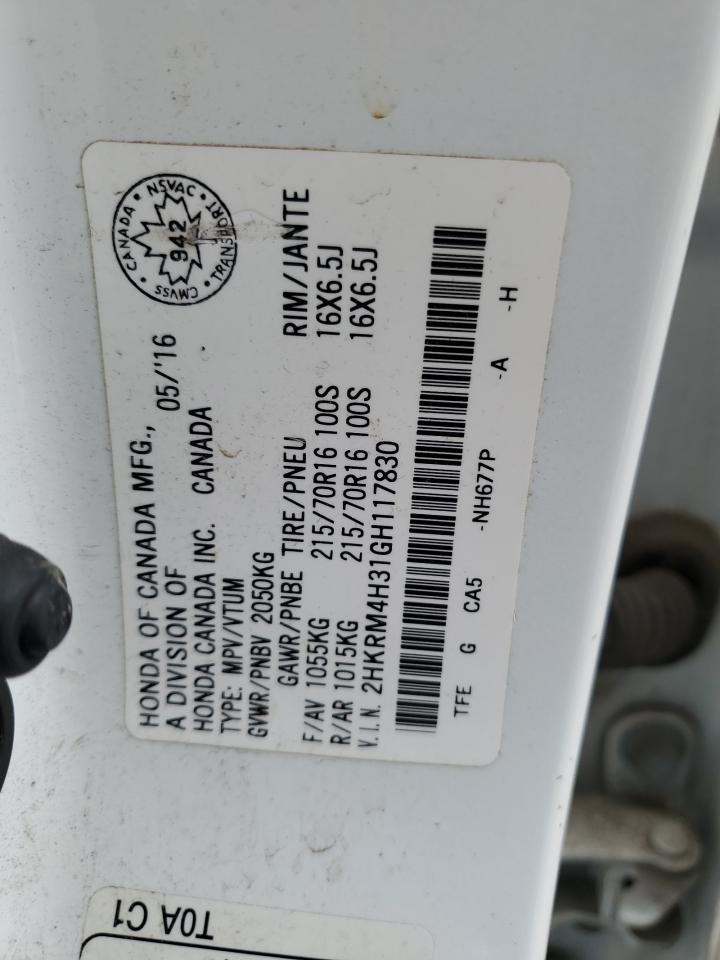 CANADA • NSVAC • TRANSPORT • CMVSS •
942
HONDA OF CANADA MFG., 05/'16
A DIVISION OF
HONDA CANADA INC. CANADA
TYPE: MPV/VTUM
GVWR/PNBV 2050KG
GAWR/PNBE TIRE/PNEU RIM/JANTE
F/AV 1055KG 215/70R16 100S 16X6.5J
R/AR 1015KG 215/70R16 100S 16X6.5J
V.I.N. 2HKRM4H31GH117830
TFE G CA5 -NH677P -A -H
T0A C1